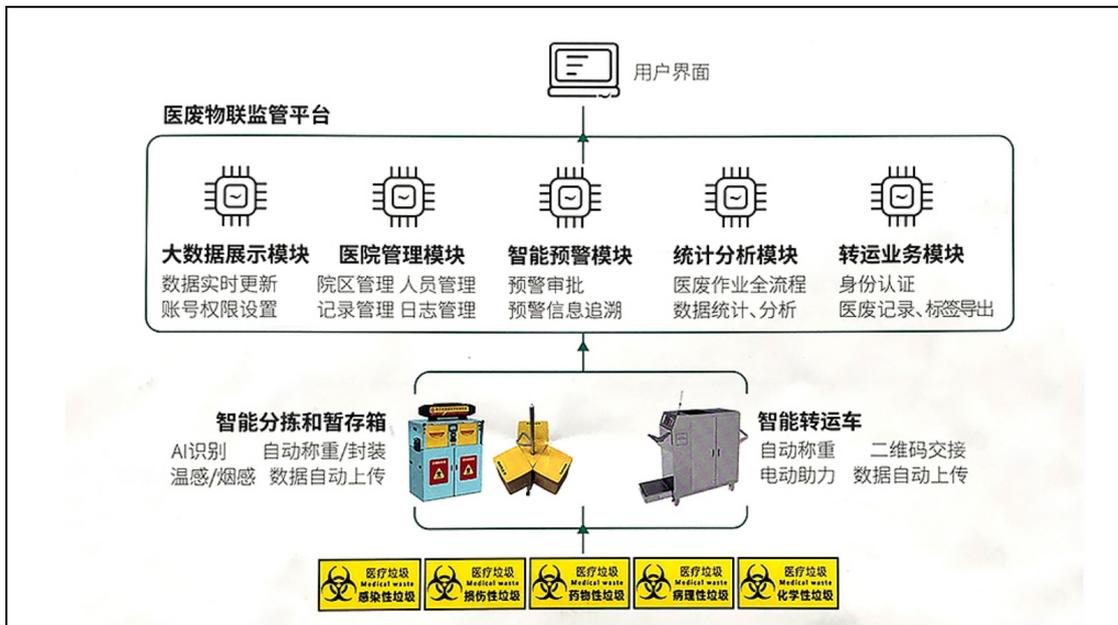 用户界面
医废物联监管平台
大数据展示模块
数据实时更新
账号权限设置
医院管理模块
院区管理 人员管理
记录管理 日志管理
智能预警模块
预警审批
预警信息追溯
统计分析模块
医废作业全流程
数据统计、分析
转运业务模块
身份认证
医废记录、标签导出
智能分拣和暂存箱
AI识别 自动称重/封装
温感/烟感 数据自动上传
智能转运车
自动称重 二维码交接
电动助力 数据自动上传
医疗垃圾
Medical waste
感染性垃圾
医疗垃圾
Medical waste
损伤性垃圾
医疗垃圾
Medical waste
药物性垃圾
医疗垃圾
Medical waste
病理性垃圾
医疗垃圾
Medical waste
化学性垃圾